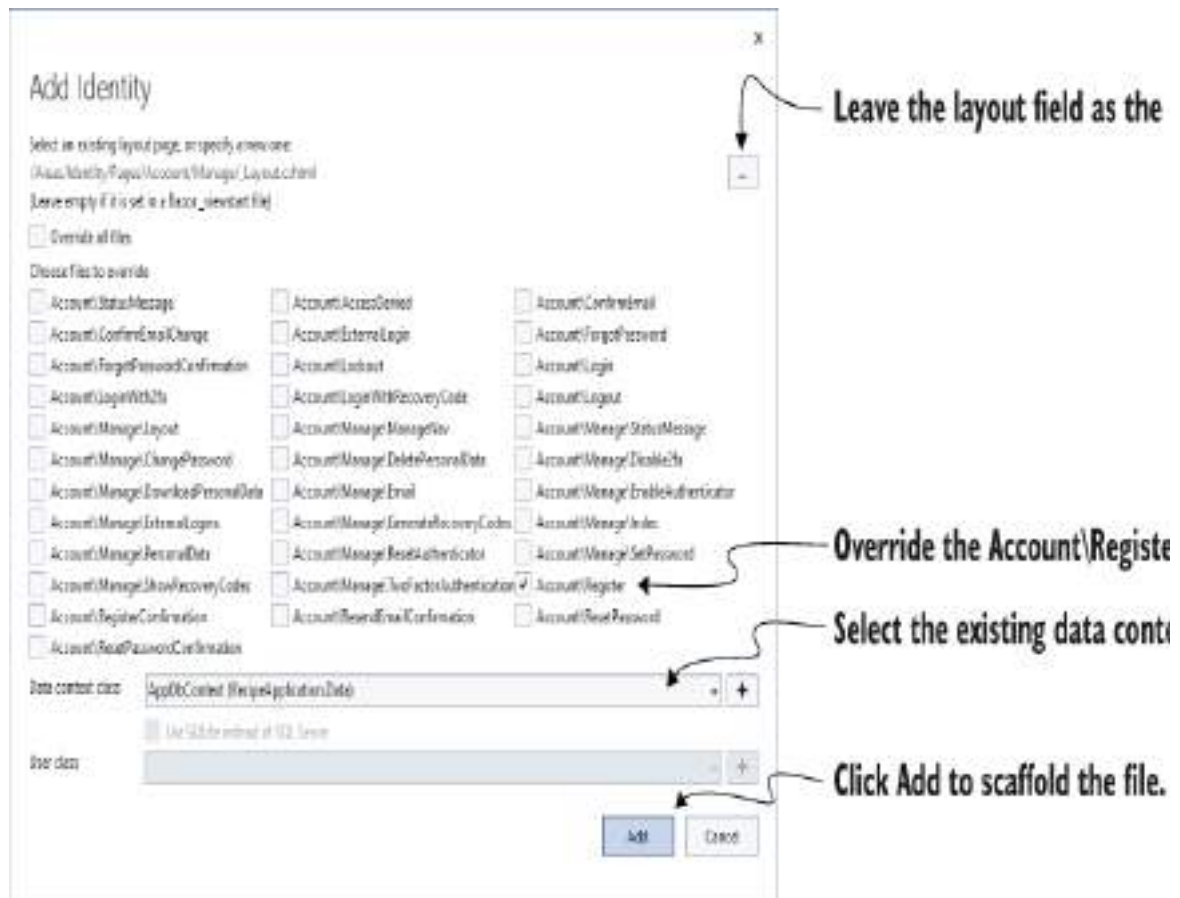 x
Add Identity
Leave the layout field as the
Select an existing layout page, or specify a new one:
/Areas/Identity/Pages/Account/Manage/_Layout.cshtml
(Leave empty if it is set in a Razor _viewstart file)
Override all files
Choose files to override
Account\StatusMessage Account\AccessDenied Account\ConfirmEmail
Account\ConfirmEmailChange Account\ExternalLogin Account\ForgotPassword
Account\ForgotPasswordConfirmation Account\Lockout Account\Login
Account\LoginWith2fa Account\LoginWithRecoveryCode Account\Logout
Account\Manage\Layout Account\Manage\ManageNav Account\Manage\StatusMessage
Account\Manage\ChangePassword Account\Manage\DeletePersonalData Account\Manage\Disable2fa
Account\Manage\DownloadPersonalData Account\Manage\Email Account\Manage\EnableAuthenticator
Account\Manage\ExternalLogins Account\Manage\GenerateRecoveryCodes Account\Manage\Index
Account\Manage\PersonalData Account\Manage\ResetAuthenticator Account\Manage\SetPassword
Override the Account\Registe
Account\Manage\ShowRecoveryCodes Account\Manage\TwoFactorAuthentication Account\Register
Account\RegisterConfirmation Account\ResendEmailConfirmation Account\ResetPassword
Select the existing data conte
Account\ResetPasswordConfirmation
Data context class AppDbContext (RecipeApplication.Data) +
Use SQLite instead of SQL Server
User class +
Click Add to scaffold the file.
Add Cancel